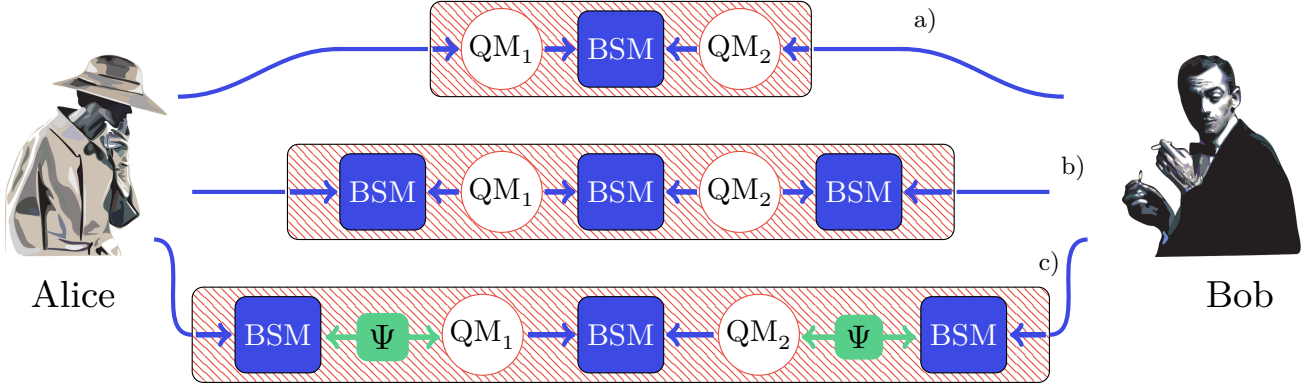 a)
QM₁ BSM QM₂
b)
BSM QM₁ BSM QM₂ BSM
c)
BSM Ψ QM₁ BSM QM₂ Ψ BSM
Alice Bob